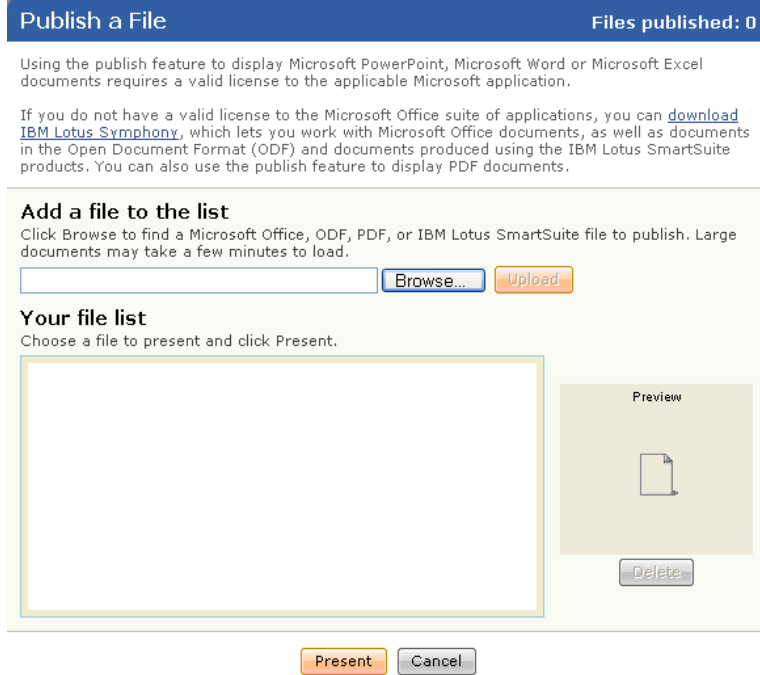 Publish a File
Files published: 0
Using the publish feature to display Microsoft PowerPoint, Microsoft Word or Microsoft Excel
documents requires a valid license to the applicable Microsoft application.
If you do not have a valid license to the Microsoft Office suite of applications, you can download
IBM Lotus Symphony, which lets you work with Microsoft Office documents, as well as documents
in the Open Document Format (ODF) and documents produced using the IBM Lotus SmartSuite
products. You can also use the publish feature to display PDF documents.
Add a file to the list
Click Browse to find a Microsoft Office, ODF, PDF, or IBM Lotus SmartSuite file to publish. Large
documents may take a few minutes to load.
Browse... Upload
Your file list
Choose a file to present and click Present.
Preview
Delete
Present Cancel